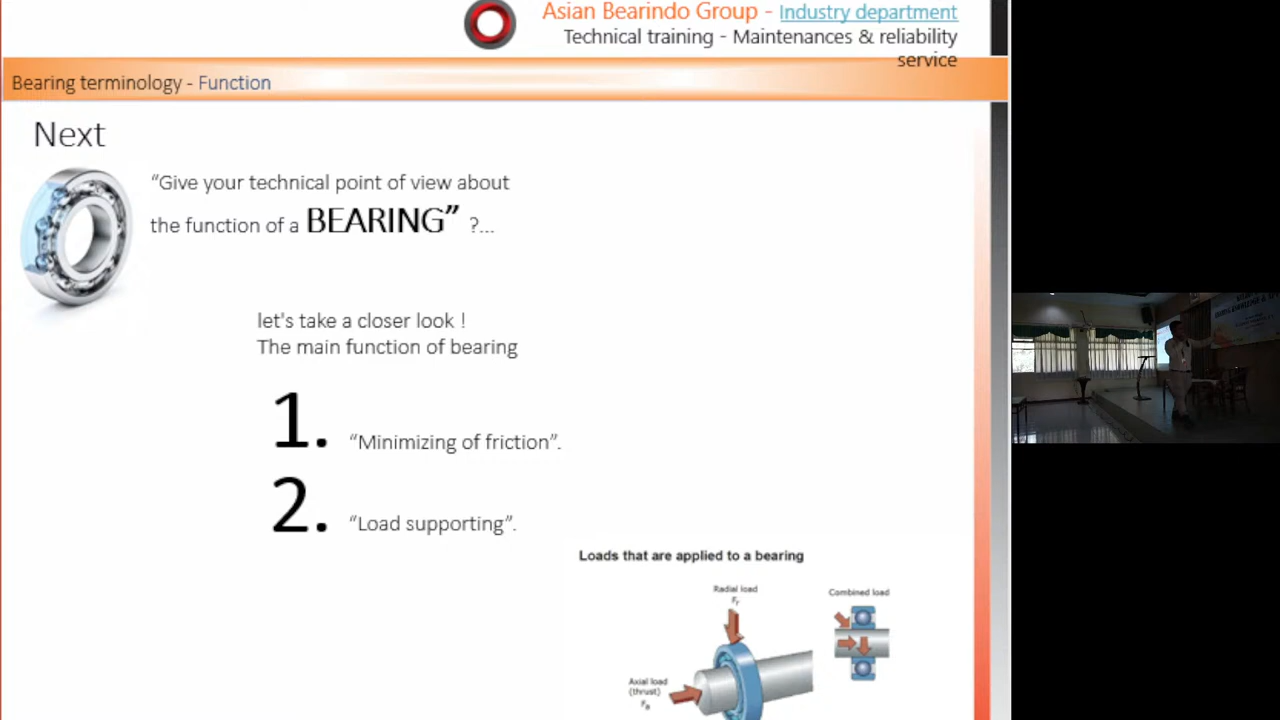 Asian Bearindo Group - Industry department
Technical training - Maintenances & reliability
service
Bearing terminology - Function
Next
“Give your technical point of view about
the function of a BEARING” ?...
let's take a closer look !
The main function of bearing
1. “Minimizing of friction”.
2. “Load supporting”.
Loads that are applied to a bearing
Radial load
Fr
Combined load
Axial load
(thrust)
Fa